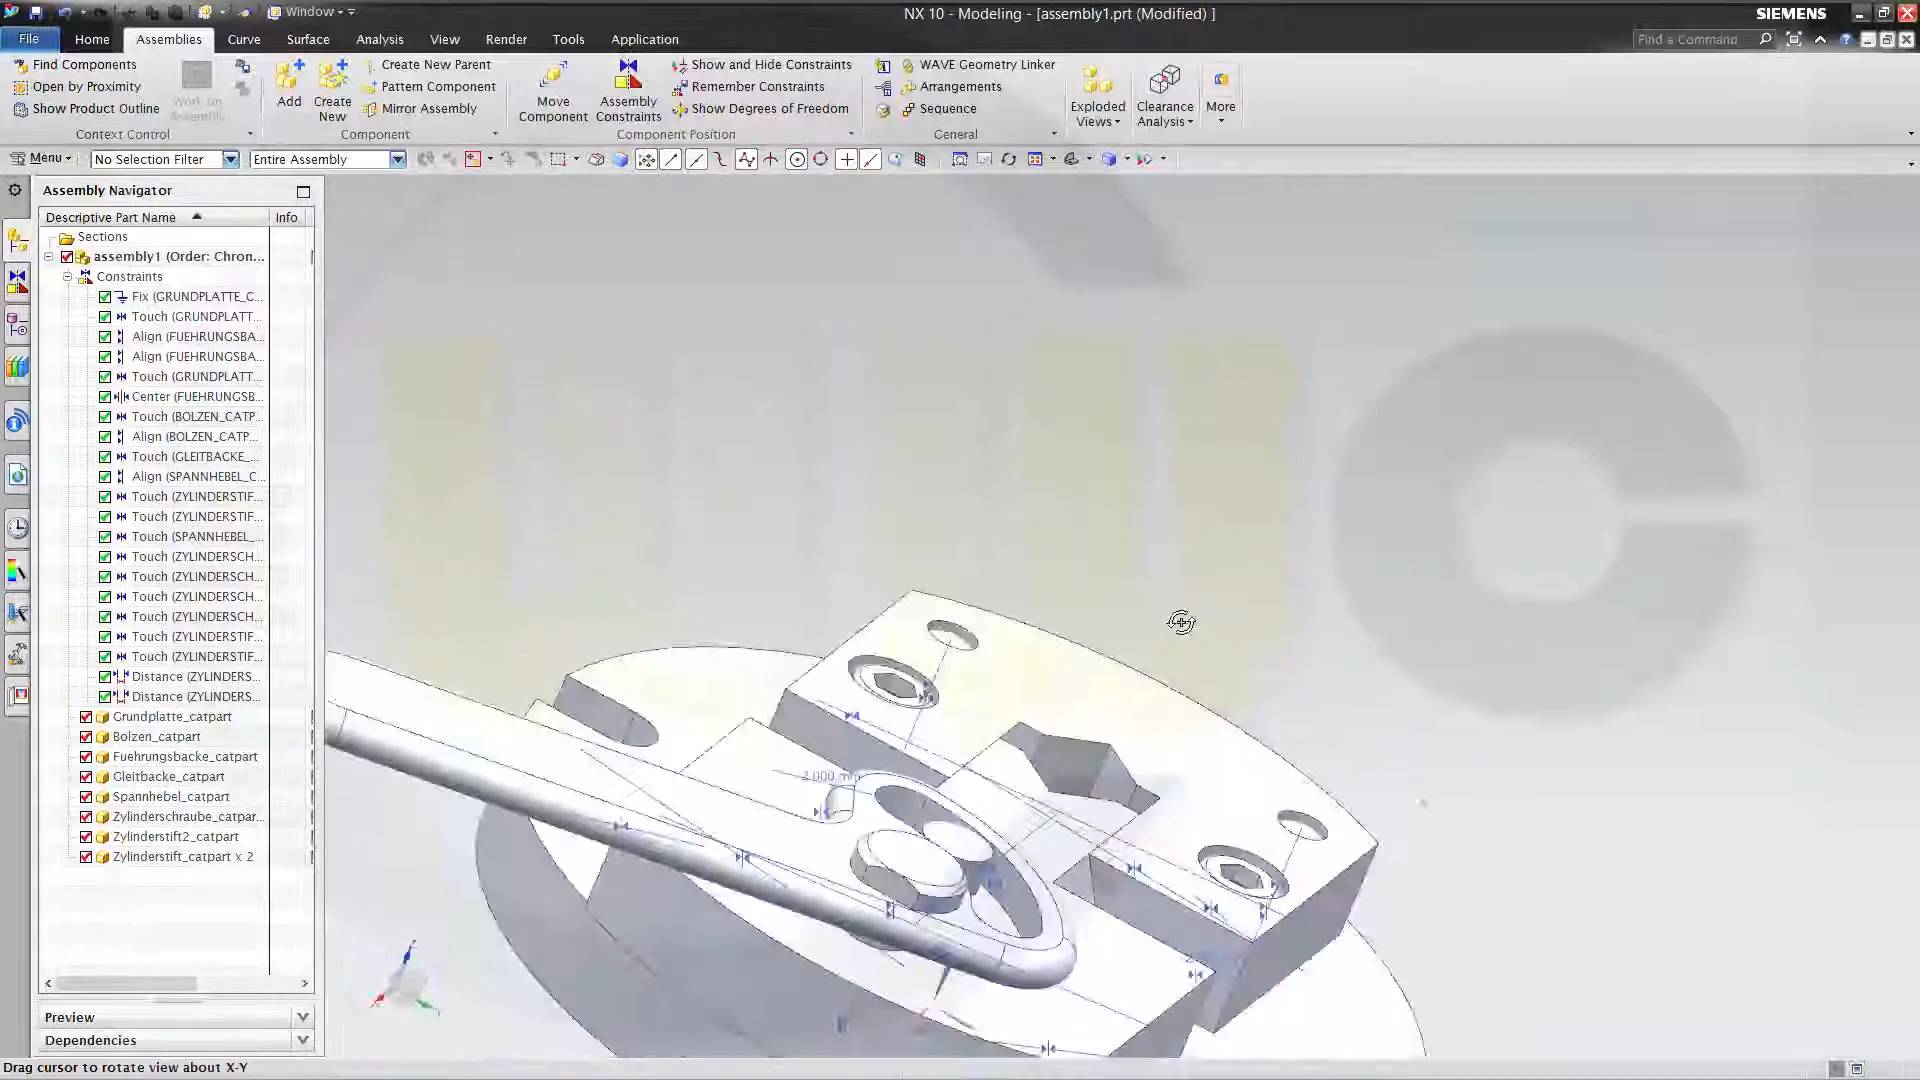 Window
NX 10 - Modeling - [assembly1.prt (Modified) ]
SIEMENS
File
Home
Assemblies
Curve
Surface
Analysis
View
Render
Tools
Application
Find a Command
Find Components
Open by Proximity
Show Product Outline
Work on Assembly
Context Control
Add
Create New
Create New Parent
Pattern Component
Mirror Assembly
Component
Move Component
Assembly Constraints
Show and Hide Constraints
Remember Constraints
Show Degrees of Freedom
Component Position
WAVE Geometry Linker
Arrangements
Sequence
General
Exploded Views
Clearance Analysis
More
Menu
No Selection Filter
Entire Assembly
Assembly Navigator
Descriptive Part Name
Info
Sections
assembly1 (Order: Chron...
Constraints
Fix (GRUNDPLATTE_C...
Touch (GRUNDPLATT...
Align (FUEHRUNGSBA...
Align (FUEHRUNGSBA...
Touch (GRUNDPLATT...
Center (FUEHRUNGSB...
Touch (BOLZEN_CATP...
Align (BOLZEN_CATP...
Touch (GLEITBACKE_...
Align (SPANNHEBEL_C...
Touch (ZYLINDERSTIF...
Touch (ZYLINDERSTIF...
Touch (SPANNHEBEL_...
Touch (ZYLINDERSCH...
Touch (ZYLINDERSCH...
Touch (ZYLINDERSCH...
Touch (ZYLINDERSCH...
Touch (ZYLINDERSTIF...
Touch (ZYLINDERSTIF...
Distance (ZYLINDERS...
Distance (ZYLINDERS...
Grundplatte_catpart
Bolzen_catpart
Fuehrungsbacke_catpart
Gleitbacke_catpart
Spannhebel_catpart
Zylinderschraube_catpar...
Zylinderstift2_catpart
Zylinderstift_catpart x 2
2.000
Preview
Dependencies
Drag cursor to rotate view about X-Y